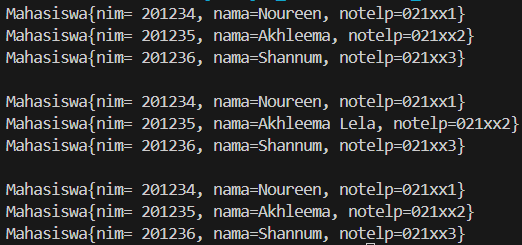 Mahasiswa{nim= 201234, nama=Noureen, notelp=021xx1}
Mahasiswa{nim= 201235, nama=Akhleema, notelp=021xx2}
Mahasiswa{nim= 201236, nama=Shannum, notelp=021xx3}

Mahasiswa{nim= 201234, nama=Noureen, notelp=021xx1}
Mahasiswa{nim= 201235, nama=Akhleema Lela, notelp=021xx2}
Mahasiswa{nim= 201236, nama=Shannum, notelp=021xx3}

Mahasiswa{nim= 201234, nama=Noureen, notelp=021xx1}
Mahasiswa{nim= 201235, nama=Akhleema, notelp=021xx2}
Mahasiswa{nim= 201236, nama=Shannum, notelp=021xx3}